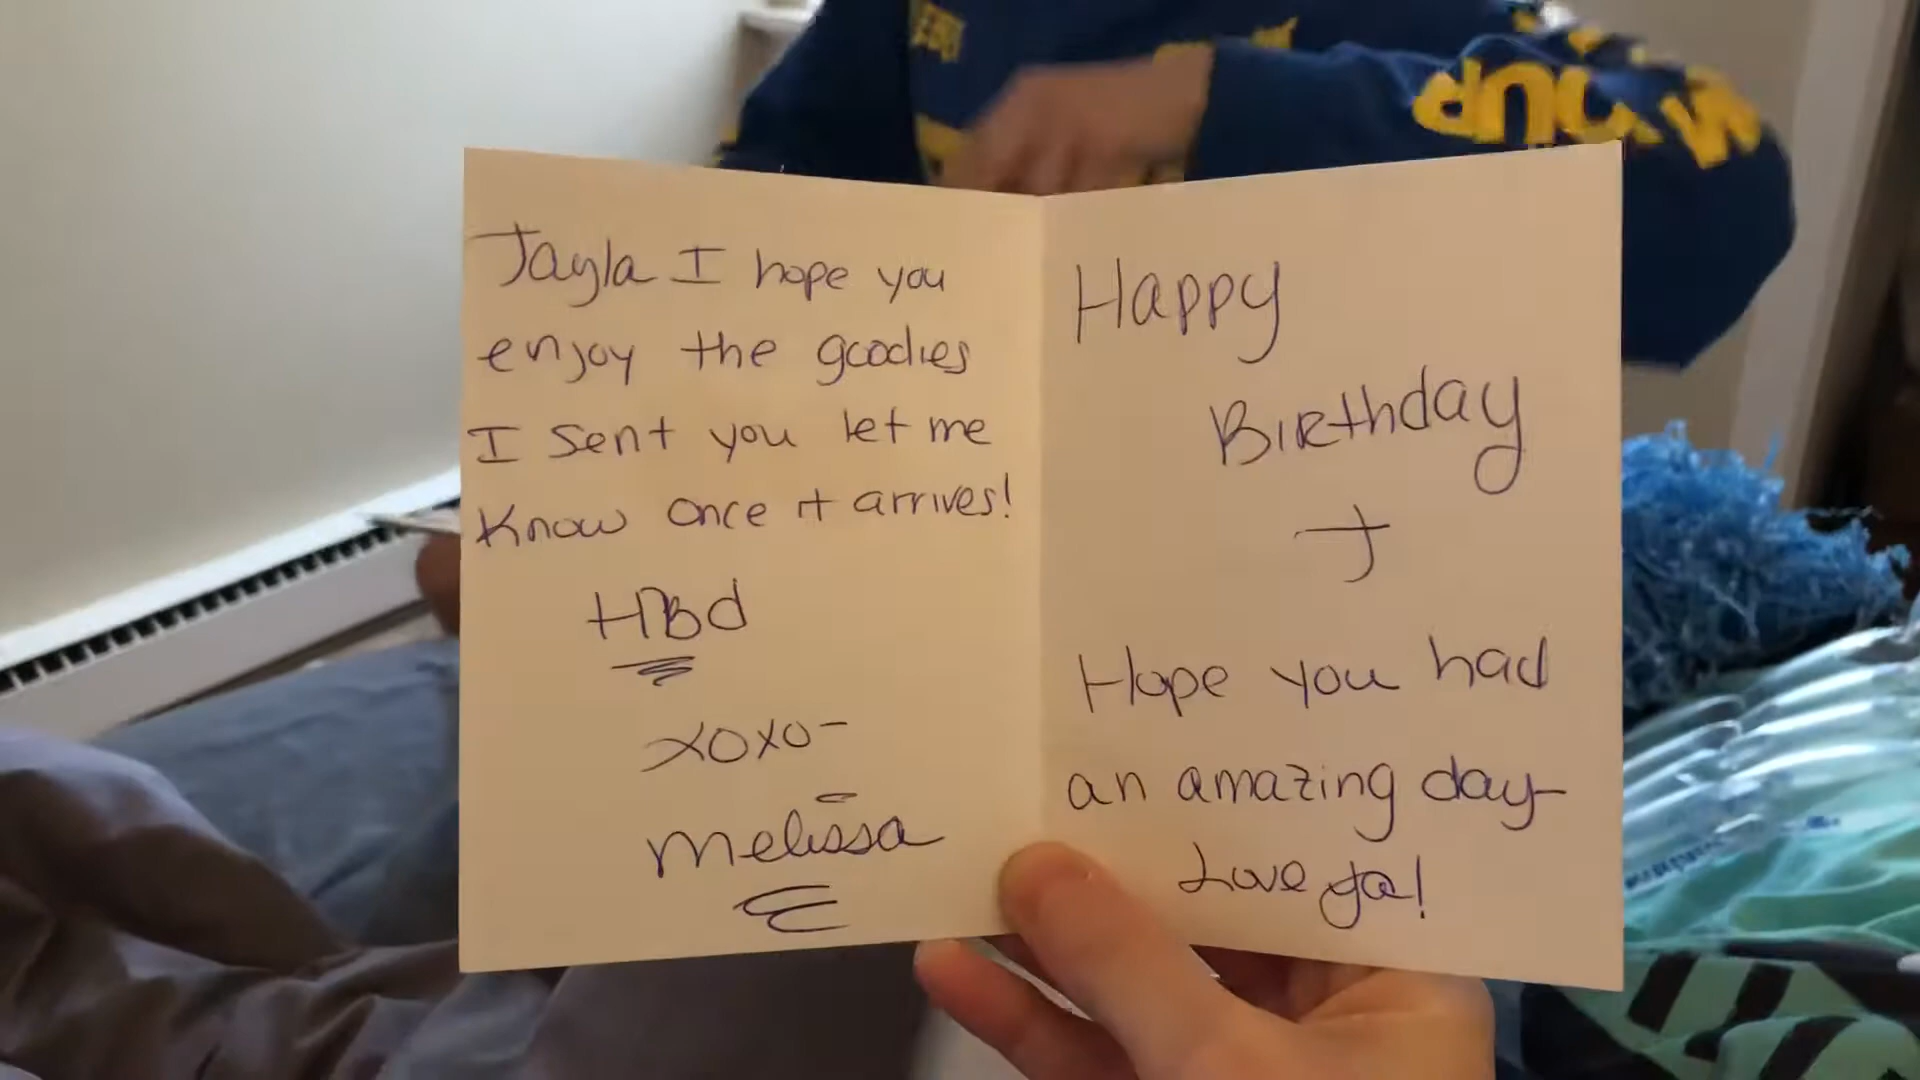 Jayla I hope you
enjoy the goodies
I sent you let me
know once it arrives!
HBd
xoxo-
Melissa
Happy
Birthday
J
Hope you had
an amazing day-
Love ya!